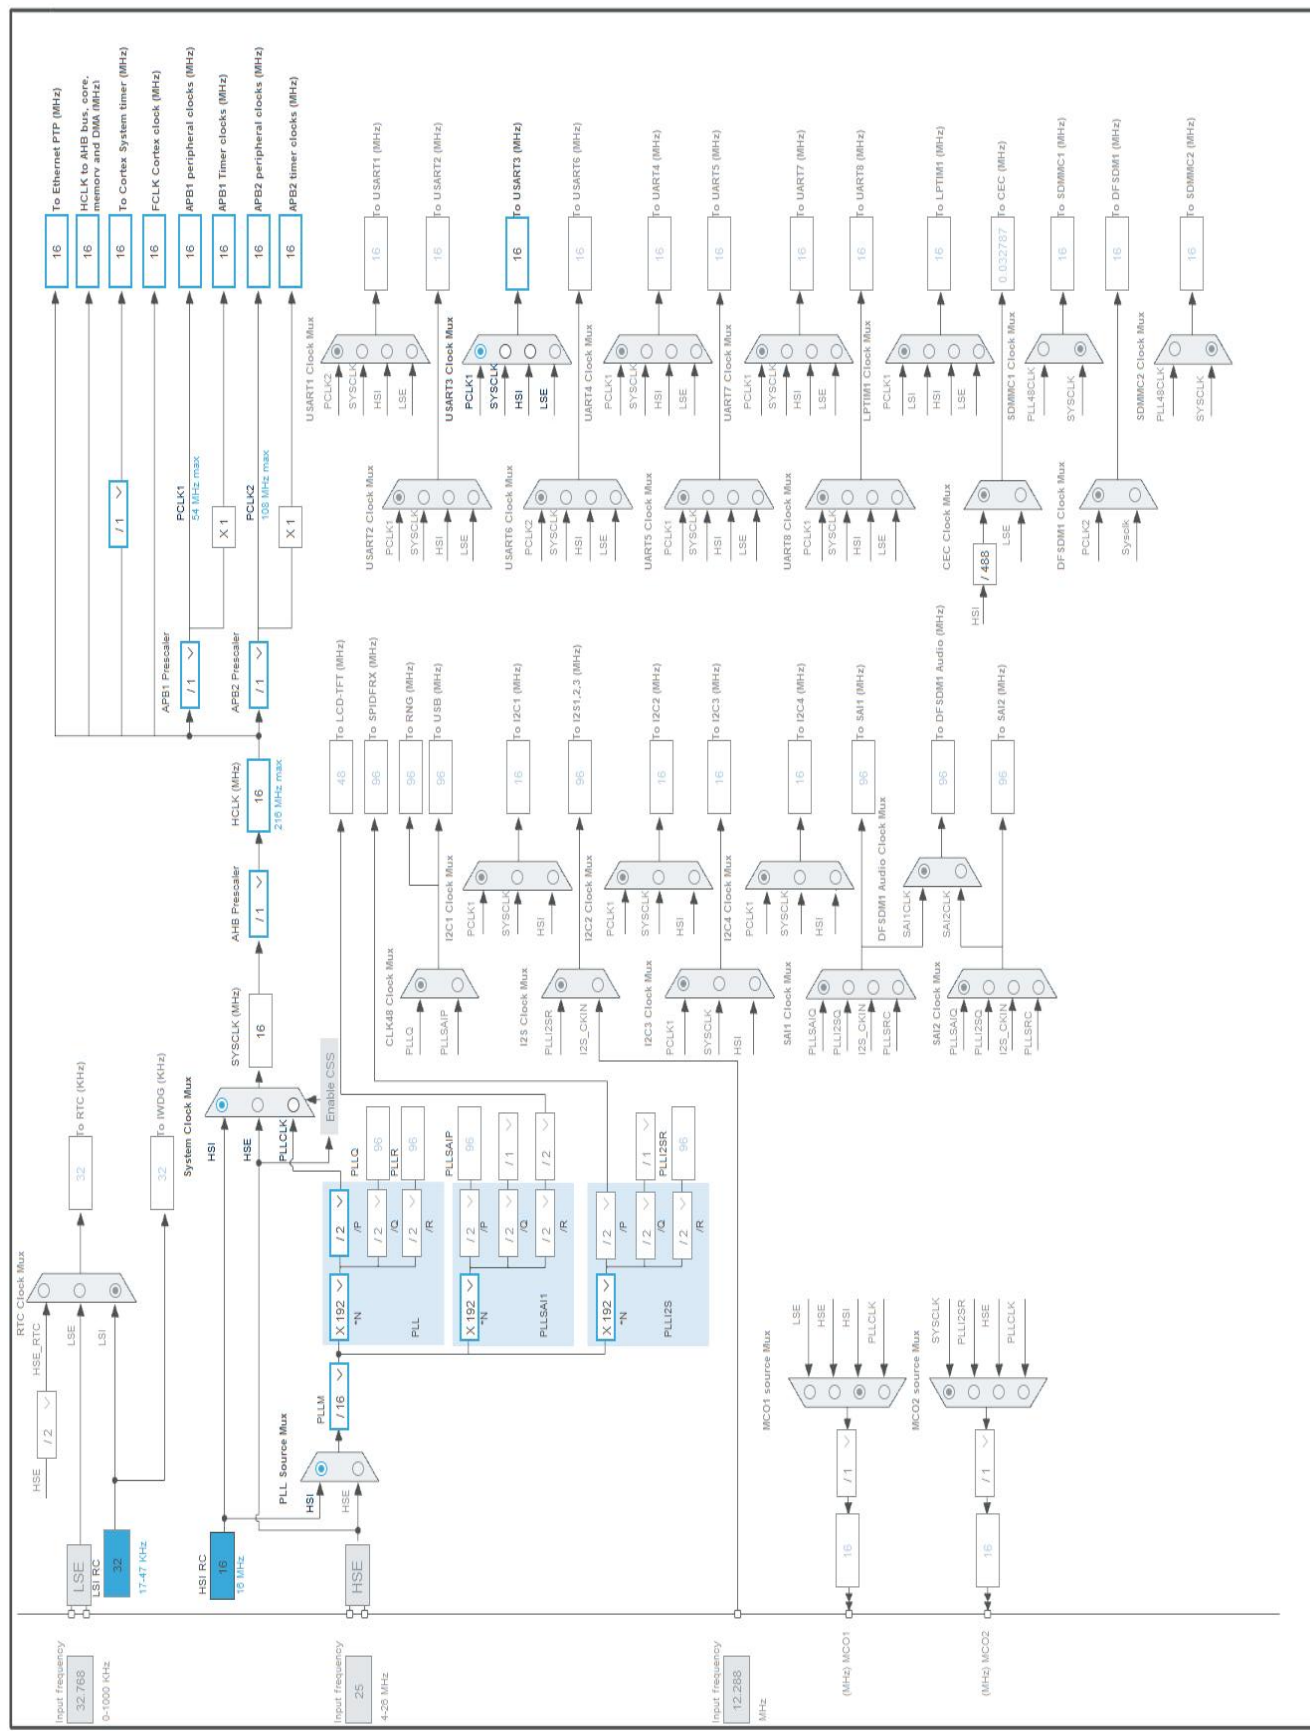 Input frequency
32.768
0-1000 KHz
LSE
LSI RC
32
17-47 KHz
HSE
/ 2
HSE_RTC
LSE
LSI
RTC Clock Mux
32
To RTC (KHz)
32
To IWDG (KHz)
HSI RC
16
16 MHz
Input frequency
25
4-26 MHz
HSE
PLL Source Mux
HSI
HSE
PLLM
/ 16
X 192
*N
PLL
/ 2
/P
/ 2
/Q
/ 2
/R
PLLQ
96
PLLR
96
X 192
*N
PLLSAI1
/ 2
/P
/ 2
/Q
/ 2
/R
PLLSAIP
96
/ 1
/ 2
X 192
*N
PLLI2S
/ 2
/P
/ 2
/Q
/ 2
/R
/ 1
PLLI2SR
96
System Clock Mux
HSI
HSE
PLLCLK
Enable CSS
SYSCLK (MHz)
16
AHB Prescaler
/ 1
HCLK (MHz)
16
216 MHz max
APB1 Prescaler
/ 1
APB2 Prescaler
/ 1
/ 1
PCLK1
54 MHz max
X 1
PCLK2
108 MHz max
X 1
16
To Ethernet PTP (MHz)
16
HCLK to AHB bus, core,
memory and DMA (MHz)
16
To Cortex System timer (MHz)
16
FCLK Cortex clock (MHz)
16
APB1 peripheral clocks (MHz)
16
APB1 Timer clocks (MHz)
16
APB2 peripheral clocks (MHz)
16
APB2 timer clocks (MHz)
48
To LCD-TFT (MHz)
96
To SPIDFRX (MHz)
96
To RNG (MHz)
96
To USB (MHz)
CLK48 Clock Mux
PLLQ
PLLSAIP
I2C1 Clock Mux
PCLK1
SYSCLK
HSI
16
To I2C1 (MHz)
I2S Clock Mux
PLLI2SR
I2S_CKIN
96
To I2S1,2,3 (MHz)
I2C2 Clock Mux
PCLK1
SYSCLK
HSI
16
To I2C2 (MHz)
I2C3 Clock Mux
PCLK1
SYSCLK
HSI
16
To I2C3 (MHz)
I2C4 Clock Mux
PCLK1
SYSCLK
HSI
16
To I2C4 (MHz)
SAI1 Clock Mux
PLLSAIQ
PLLI2SQ
I2S_CKIN
PLLSRC
96
To SAI1 (MHz)
DFSDM1 Audio Clock Mux
SAI1CLK
SAI2CLK
96
To DFSDM1 Audio (MHz)
SAI2 Clock Mux
PLLSAIQ
PLLI2SQ
I2S_CKIN
PLLSRC
96
To SAI2 (MHz)
USART1 Clock Mux
PCLK2
SYSCLK
HSI
LSE
16
To USART1 (MHz)
USART2 Clock Mux
PCLK1
SYSCLK
HSI
LSE
16
To USART2 (MHz)
USART3 Clock Mux
PCLK1
SYSCLK
HSI
LSE
16
To USART3 (MHz)
USART6 Clock Mux
PCLK2
SYSCLK
HSI
LSE
16
To USART6 (MHz)
UART4 Clock Mux
PCLK1
SYSCLK
HSI
LSE
16
To UART4 (MHz)
UART5 Clock Mux
PCLK1
SYSCLK
HSI
LSE
16
To UART5 (MHz)
UART7 Clock Mux
PCLK1
SYSCLK
HSI
LSE
16
To UART7 (MHz)
UART8 Clock Mux
PCLK1
SYSCLK
HSI
LSE
16
To UART8 (MHz)
LPTIM1 Clock Mux
PCLK1
LSI
HSI
LSE
16
To LPTIM1 (MHz)
CEC Clock Mux
HSI
/ 488
LSE
0.032787
To CEC (MHz)
SDMMC1 Clock Mux
PLL48CLK
SYSCLK
16
To SDMMC1 (MHz)
DFSDM1 Clock Mux
PCLK2
Sysclk
16
To DFSDM1 (MHz)
SDMMC2 Clock Mux
PLL48CLK
SYSCLK
16
To SDMMC2 (MHz)
Input frequency
12.288
MHz
MCO1 source Mux
LSE
HSE
HSI
PLLCLK
/ 1
16
(MHz) MCO1
MCO2 source Mux
SYSCLK
PLLI2SR
HSE
PLLCLK
/ 1
16
(MHz) MCO2